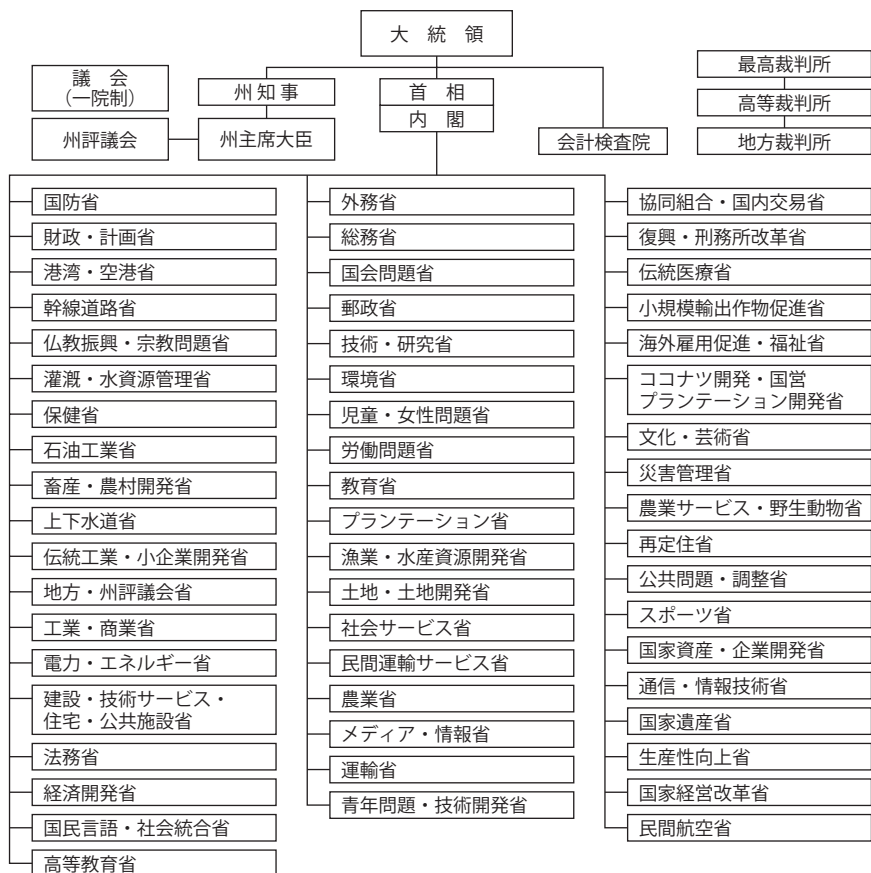 大　統　領
議　会
（一院制）
州 知 事
首　相
内　閣
最高裁判所
高等裁判所
州評議会
州主席大臣
会計検査院
地方裁判所
国防省
財政・計画省
港湾・空港省
幹線道路省
仏教振興・宗教問題省
灌漑・水資源管理省
保健省
石油工業省
畜産・農村開発省
上下水道省
伝統工業・小企業開発省
地方・州評議会省
工業・商業省
電力・エネルギー省
建設・技術サービス・
住宅・公共施設省
法務省
経済開発省
国民言語・社会統合省
高等教育省
外務省
総務省
国会問題省
郵政省
技術・研究省
環境省
児童・女性問題省
労働問題省
教育省
プランテーション省
漁業・水産資源開発省
土地・土地開発省
社会サービス省
民間運輸サービス省
農業省
メディア・情報省
運輸省
青年問題・技術開発省
協同組合・国内交易省
復興・刑務所改革省
伝統医療省
小規模輸出作物促進省
海外雇用促進・福祉省
ココナツ開発・国営
プランテーション開発省
文化・芸術省
災害管理省
農業サービス・野生動物省
再定住省
公共問題・調整省
スポーツ省
国家資産・企業開発省
通信・情報技術省
国家遺産省
生産性向上省
国家経営改革省
民間航空省